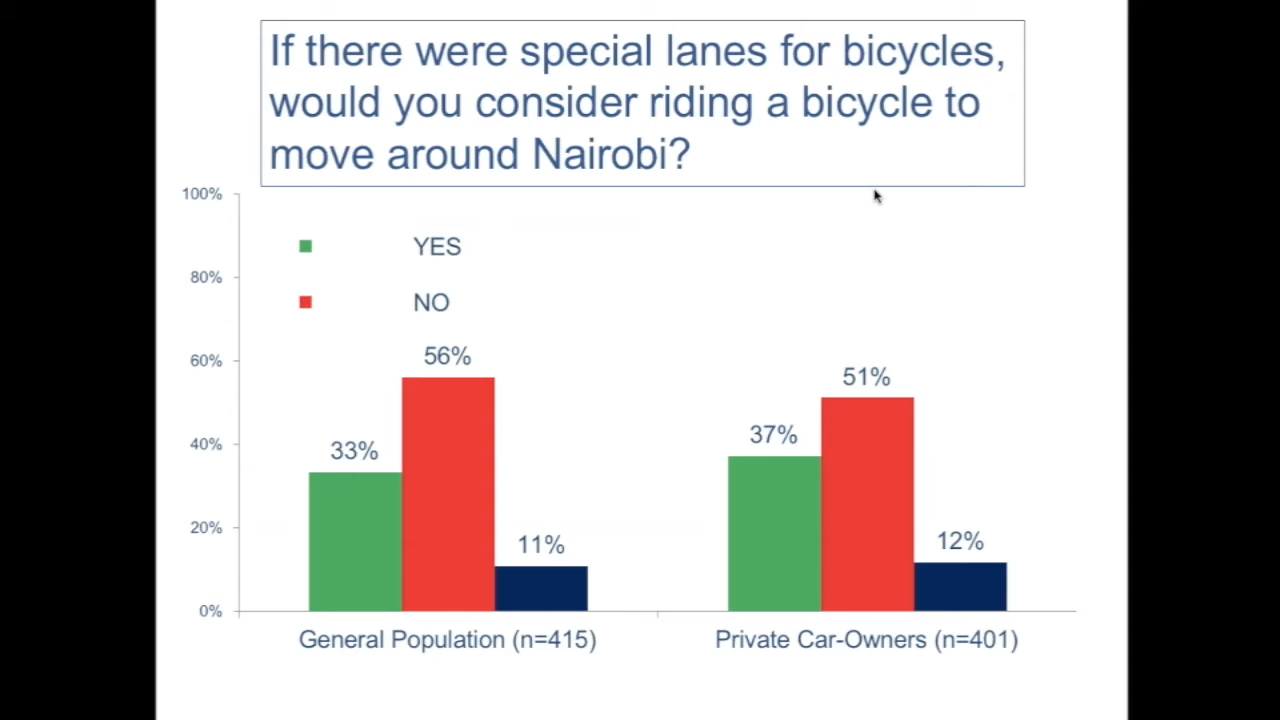 If there were special lanes for bicycles,
would you consider riding a bicycle to
move around Nairobi?
100%
80%
60%
40%
20%
0%
YES
NO
33%
56%
11%
37%
51%
12%
General Population (n=415)
Private Car-Owners (n=401)